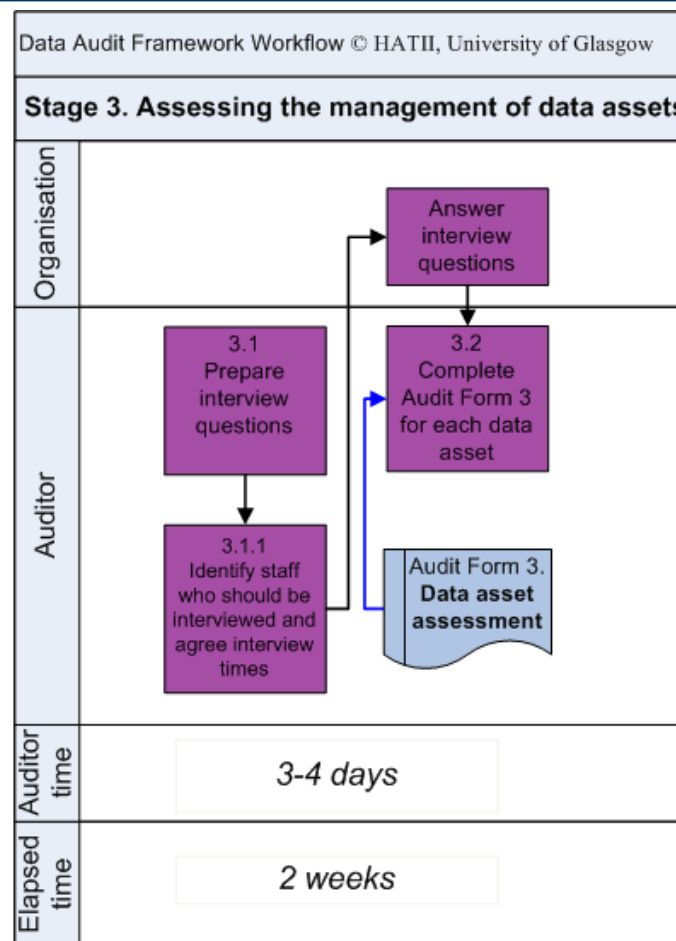 Data Audit Framework Workflow © HATII, University of Glasgow
Stage 3. Assessing the management of data assets
Organisation
Answer
interview
questions
Auditor
3.1
Prepare
interview
questions
3.2
Complete
Audit Form 3
for each data
asset
3.1.1
Identify staff
who should be
interviewed and
agree interview
times
Audit Form 3.
Data asset
assessment
Auditor
time
3-4 days
Elapsed
time
2 weeks